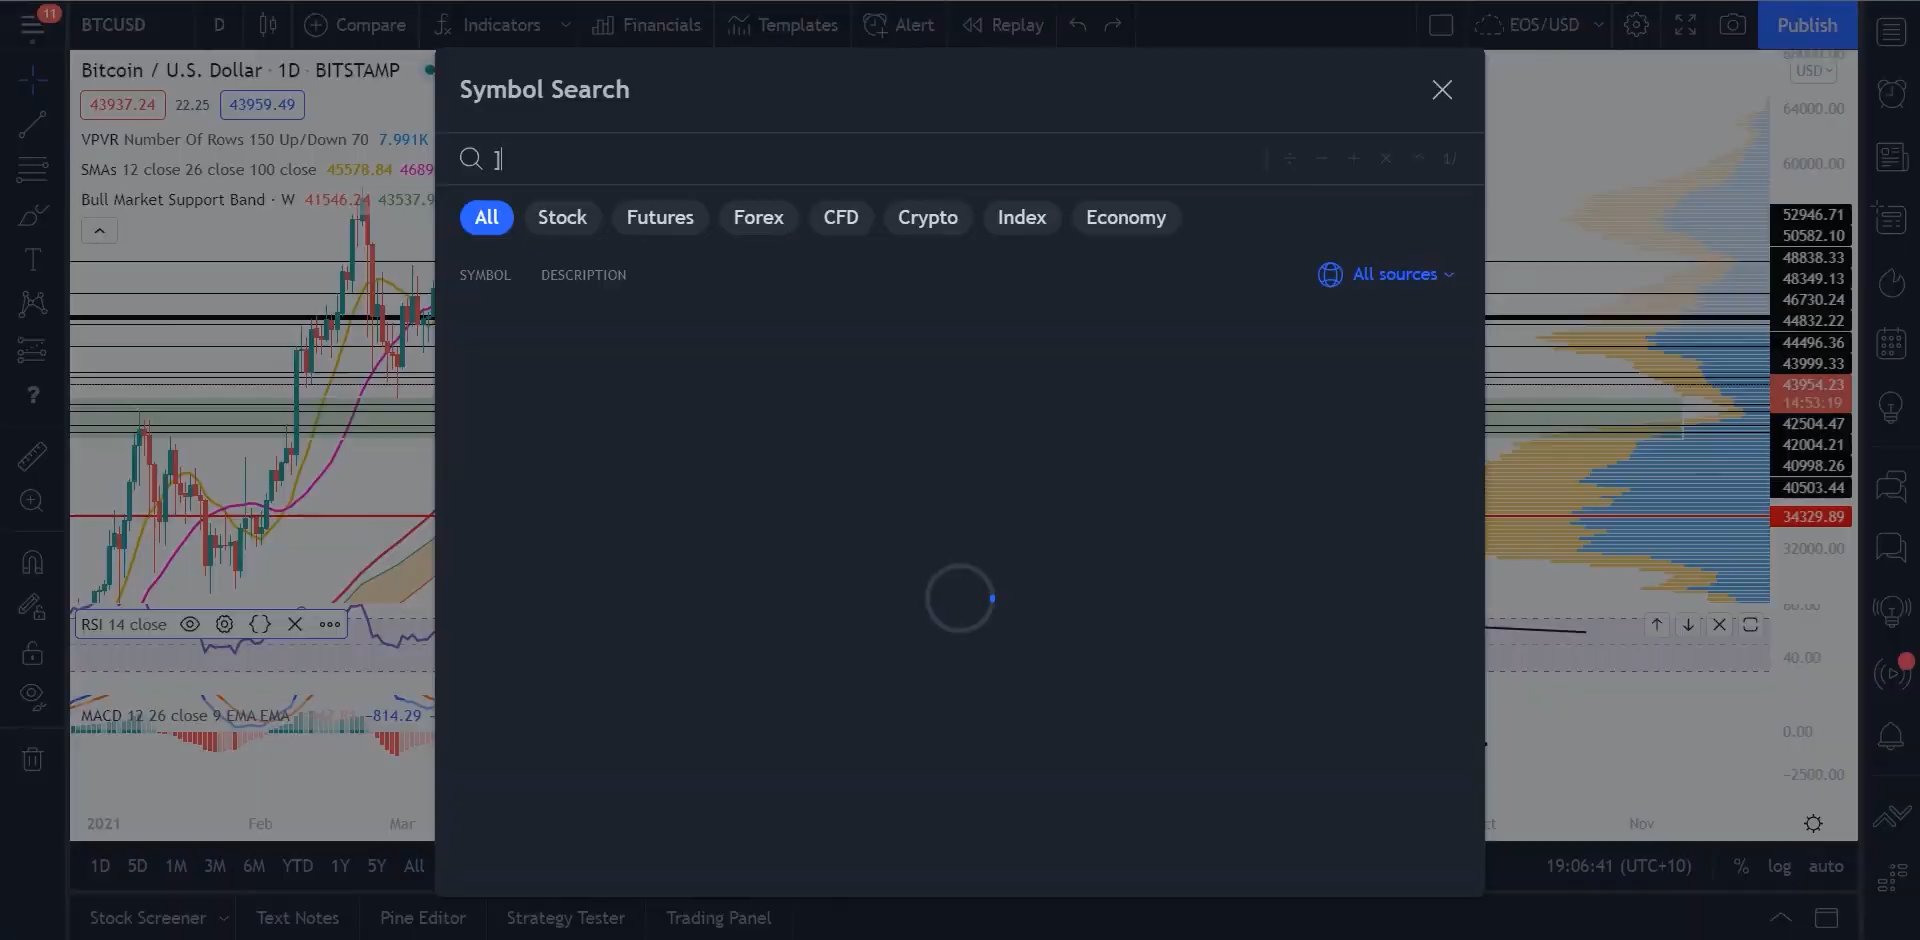 11
BTCUSD D Compare Indicators Financials Templates Alert Replay EOS/USD Publish
Bitcoin / U.S. Dollar · 1D · BITSTAMP
43937.24 22.25 43959.49
VPVR Number Of Rows 150 Up/Down 70 7.991K
SMAs 12 close 26 close 100 close 45578.84 4689
Bull Market Support Band · W 41546.24 43537.9
Symbol Search
]
÷ − + × ^ 1/
All Stock Futures Forex CFD Crypto Index Economy
SYMBOL DESCRIPTION All sources
USD
64000.00
60000.00
52946.71
50582.10
48838.33
48349.13
46730.24
44832.22
44496.36
43999.33
43954.23
14:53:19
42504.47
42004.21
40998.26
40503.44
34329.89
32000.00
RSI 14 close
40.00
MACD 12 26 close 9 EMA EMA −814.29
0.00
−2500.00
2021 Feb Mar Nov
1D 5D 1M 3M 6M YTD 1Y 5Y All 19:06:41 (UTC+10) % log auto
Stock Screener Text Notes Pine Editor Strategy Tester Trading Panel